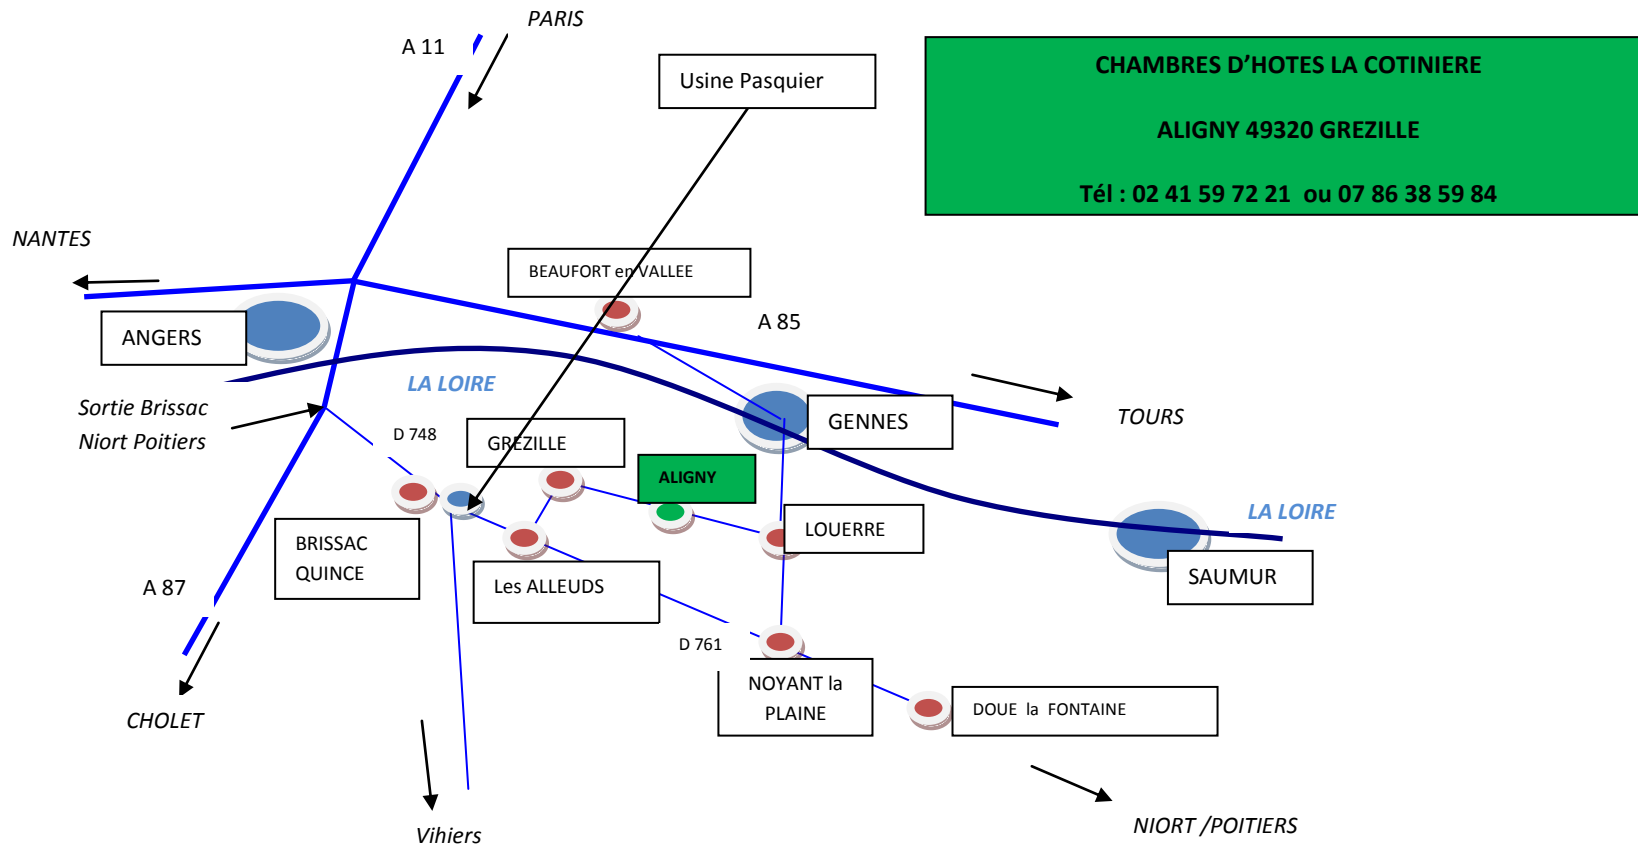 PARIS
A 11
Usine Pasquier
CHAMBRES D'HOTES LA COTINIERE
ALIGNY 49320 GREZILLE
Tél : 02 41 59 72 21 ou 07 86 38 59 84
NANTES
BEAUFORT en VALLEE
ANGERS
A 85
LA LOIRE
Sortie Brissac
Niort Poitiers
TOURS
GENNES
D 748
GREZILLE
ALIGNY
LA LOIRE
LOUERRE
BRISSAC
QUINCE
SAUMUR
Les ALLEUDS
A 87
D 761
NOYANT la
PLAINE
DOUE la FONTAINE
CHOLET
Vihiers
NIORT /POITIERS